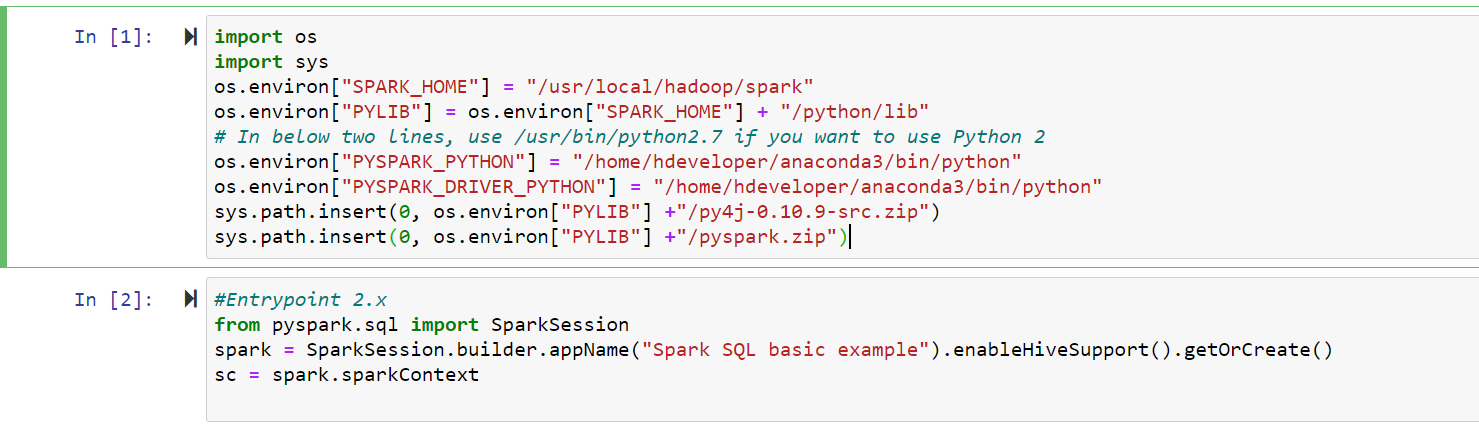 In [1]:
import os
import sys
os.environ["SPARK_HOME"] = "/usr/local/hadoop/spark"
os.environ["PYLIB"] = os.environ["SPARK_HOME"] + "/python/lib"
# In below two lines, use /usr/bin/python2.7 if you want to use Python 2
os.environ["PYSPARK_PYTHON"] = "/home/hdeveloper/anaconda3/bin/python"
os.environ["PYSPARK_DRIVER_PYTHON"] = "/home/hdeveloper/anaconda3/bin/python"
sys.path.insert(0, os.environ["PYLIB"] +"/py4j-0.10.9-src.zip")
sys.path.insert(0, os.environ["PYLIB"] +"/pyspark.zip")
In [2]:
#Entrypoint 2.x
from pyspark.sql import SparkSession
spark = SparkSession.builder.appName("Spark SQL basic example").enableHiveSupport().getOrCreate()
sc = spark.sparkContext